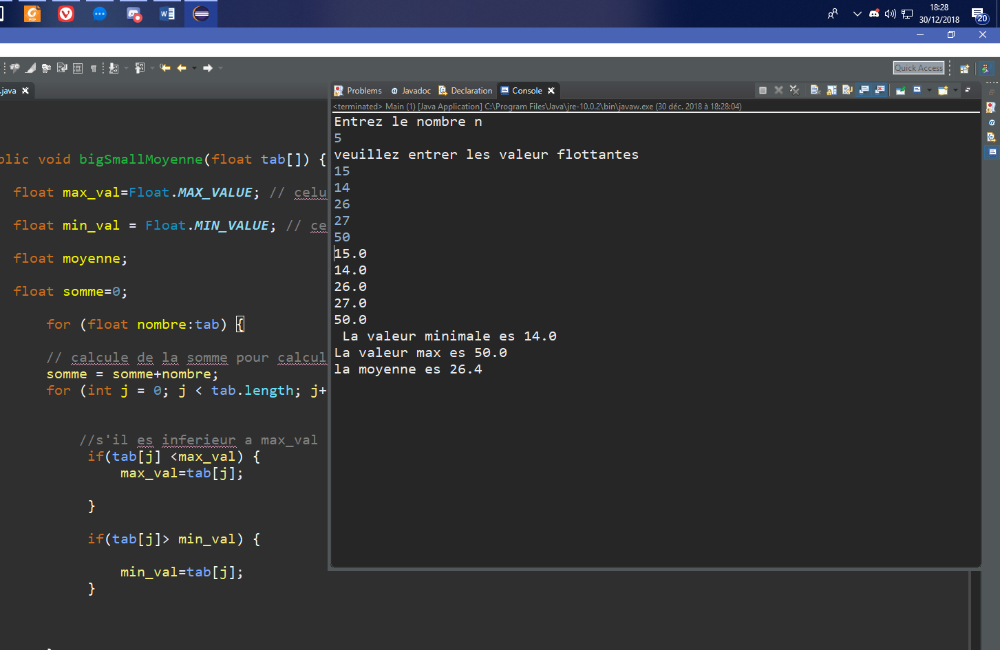 18:28
30/12/2018
20
Quick Access
.java
Problems
Javadoc
Declaration
Console
<terminated> Main (1) [Java Application] C:\Program Files\Java\jre-10.0.2\bin\javaw.exe (30 déc. 2018 à 18:28:04)
blic void bigSmallMoyenne(float tab[]) {
float max_val=Float.MAX_VALUE; // celu
float min_val = Float.MIN_VALUE; // ce
float moyenne;
float somme=0;
for (float nombre:tab) {
// calcule de la somme pour calcul
somme = somme+nombre;
for (int j = 0; j < tab.length; j+
//s'il es inferieur a max_val
if(tab[j] <max_val) {
max_val=tab[j];
}
if(tab[j]> min_val) {
min_val=tab[j];
}
Entrez le nombre n
5
veuillez entrer les valeur flottantes
15
14
26
27
50
15.0
14.0
26.0
27.0
50.0
La valeur minimale es 14.0
La valeur max es 50.0
la moyenne es 26.4